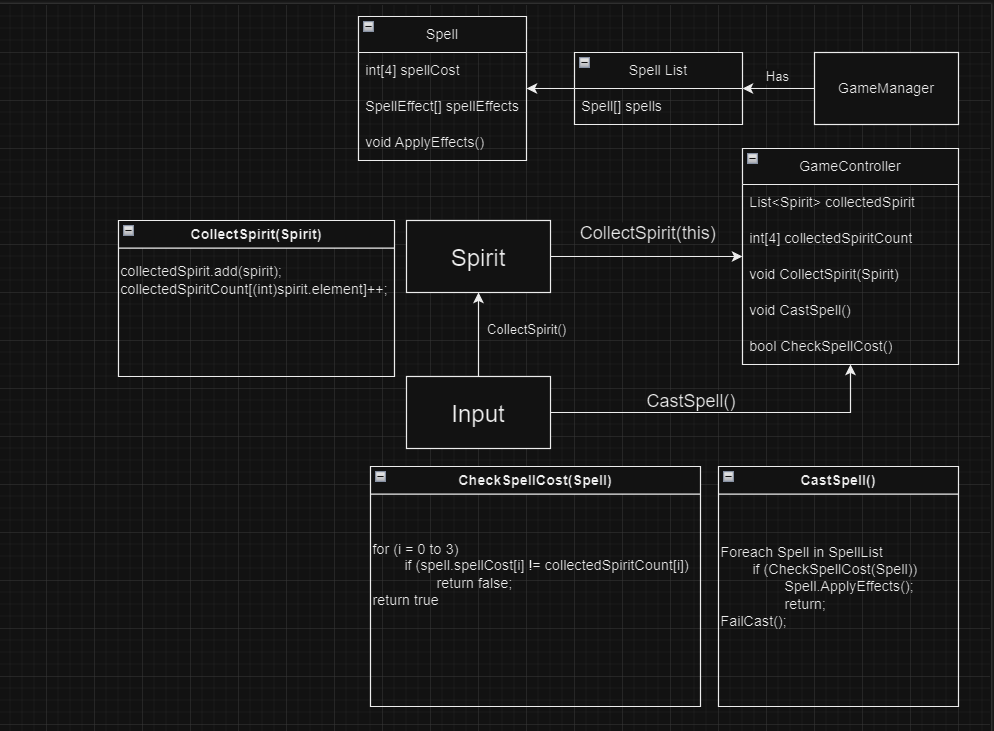 Spell
int[4] spellCost
SpellEffect[] spellEffects
void ApplyEffects()
Spell List
Spell[] spells
Has
GameManager
GameController
List<Spirit> collectedSpirit
int[4] collectedSpiritCount
void CollectSpirit(Spirit)
void CastSpell()
bool CheckSpellCost()
CollectSpirit(Spirit)
collectedSpirit.add(spirit);
collectedSpiritCount[(int)spirit.element]++;
Spirit
CollectSpirit(this)
CollectSpirit()
Input
CastSpell()
CheckSpellCost(Spell)
for (i = 0 to 3)
if (spell.spellCost[i] != collectedSpiritCount[i])
return false;
return true
CastSpell()
Foreach Spell in SpellList
if (CheckSpellCost(Spell))
Spell.ApplyEffects();
return;
FailCast();